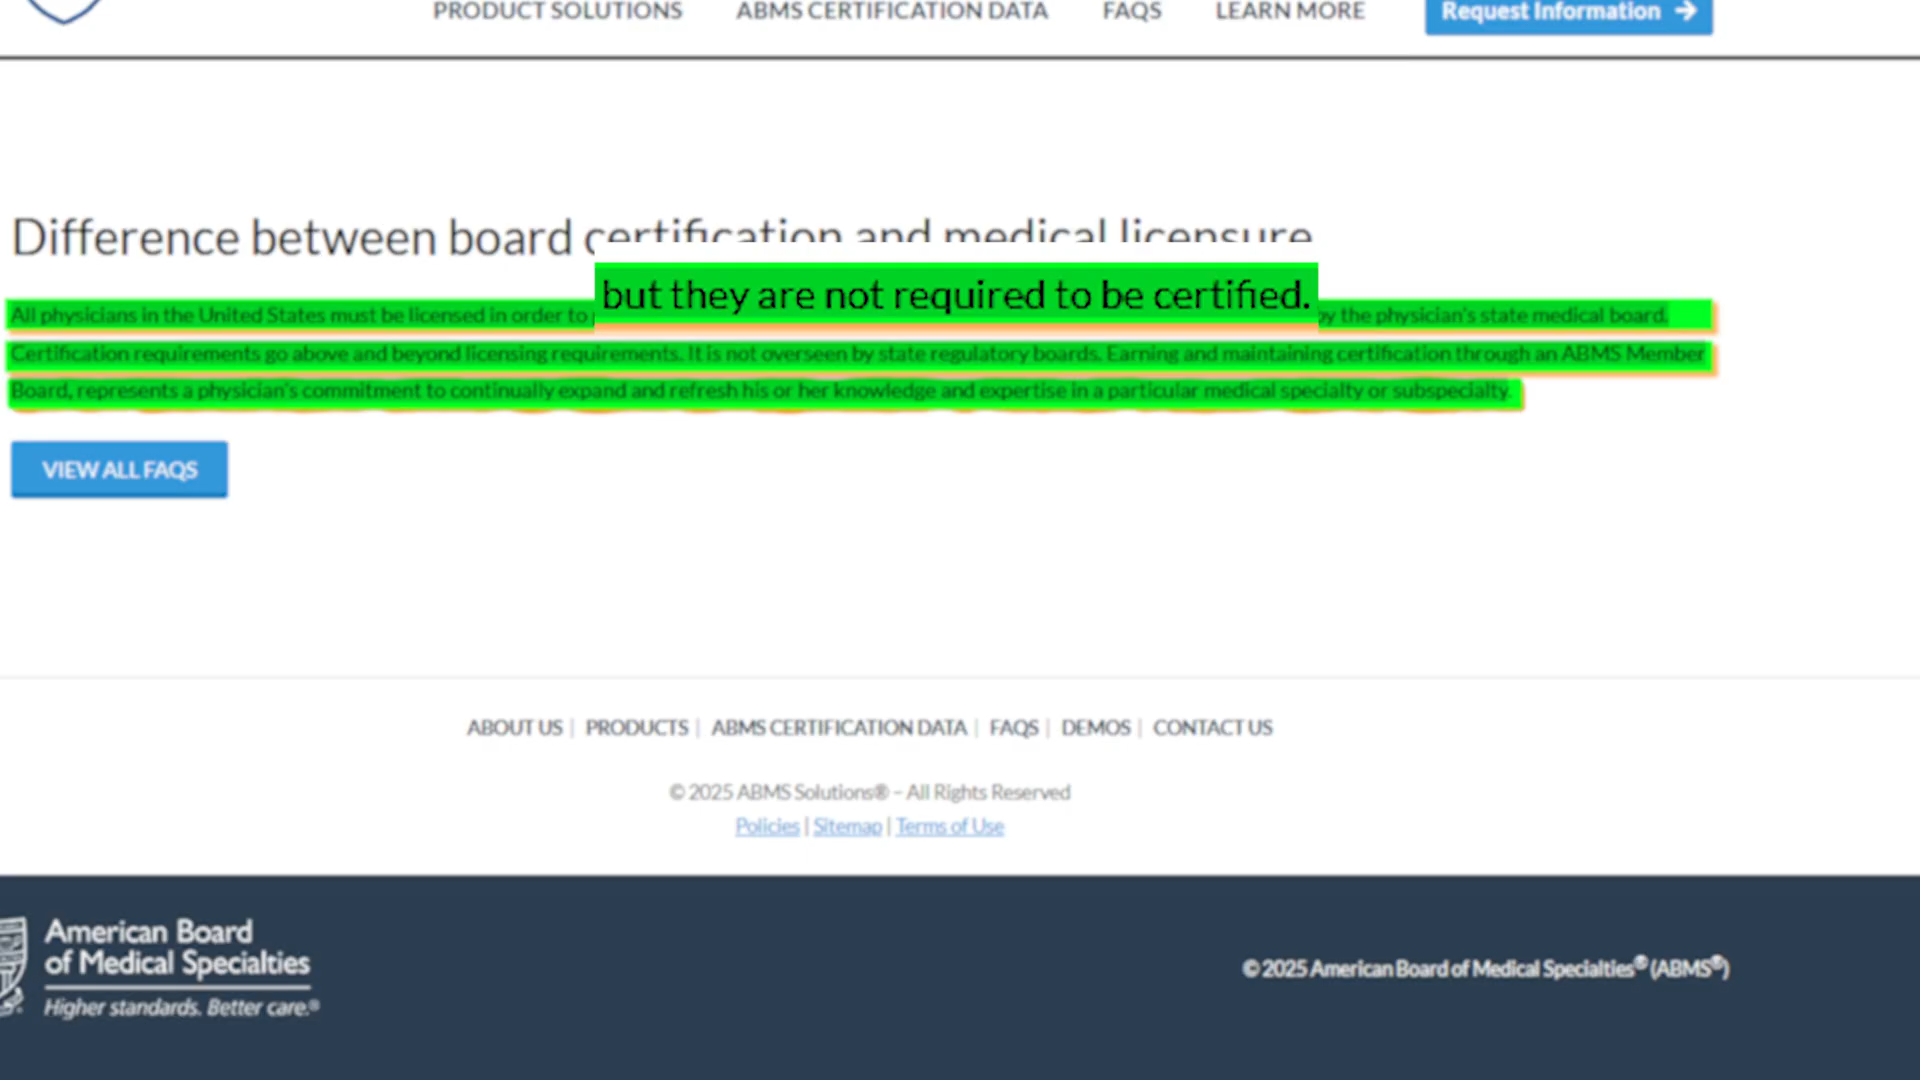 PRODUCT SOLUTIONS ABMS CERTIFICATION DATA FAQS LEARN MORE Request Information →
Difference between board certification and medical licensure
but they are not required to be certified.
All physicians in the United States must be licensed in order to by the physician's state medical board.
Certification requirements go above and beyond licensing requirements. It is not overseen by state regulatory boards. Earning and maintaining certification through an ABMS Member
Board, represents a physician's commitment to continually expand and refresh his or her knowledge and expertise in a particular medical specialty or subspecialty.
VIEW ALL FAQS
ABOUT US | PRODUCTS | ABMS CERTIFICATION DATA | FAQS | DEMOS | CONTACT US
© 2025 ABMS Solutions® – All Rights Reserved
Policies | Sitemap | Terms of Use
American Board
of Medical Specialties
Higher standards. Better care.®
© 2025 American Board of Medical Specialties® (ABMS®)